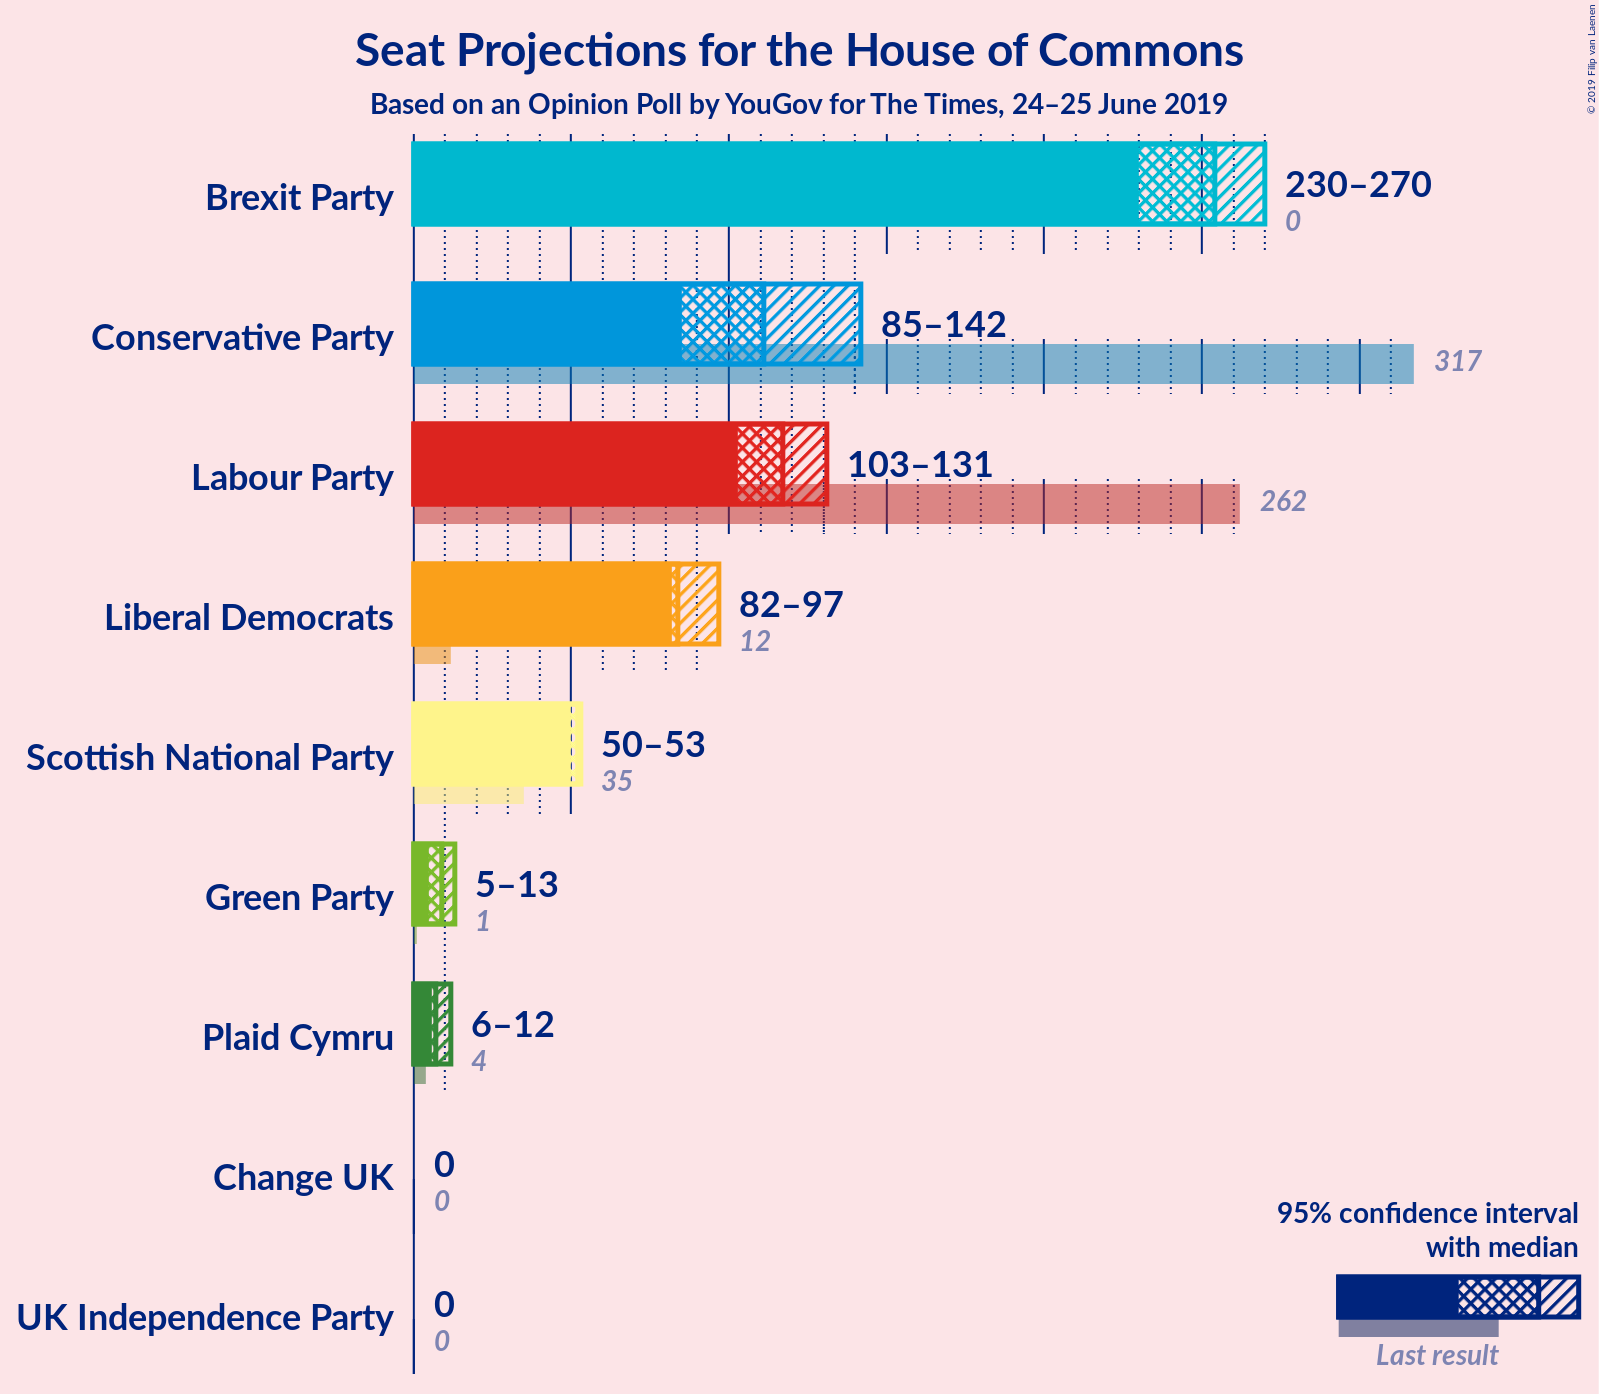 Seat Projections for the House of Commons
Based on an Opinion Poll by YouGov for The Times, 24–25 June 2019
© 2019 Filip van Laenen
Brexit Party
230–270
0
Conservative Party
85–142
317
Labour Party
103–131
262
Liberal Democrats
82–97
12
Scottish National Party
50–53
35
Green Party
5–13
1
Plaid Cymru
6–12
4
Change UK
0
0
UK Independence Party
0
0
95% confidence interval
with median
Last result